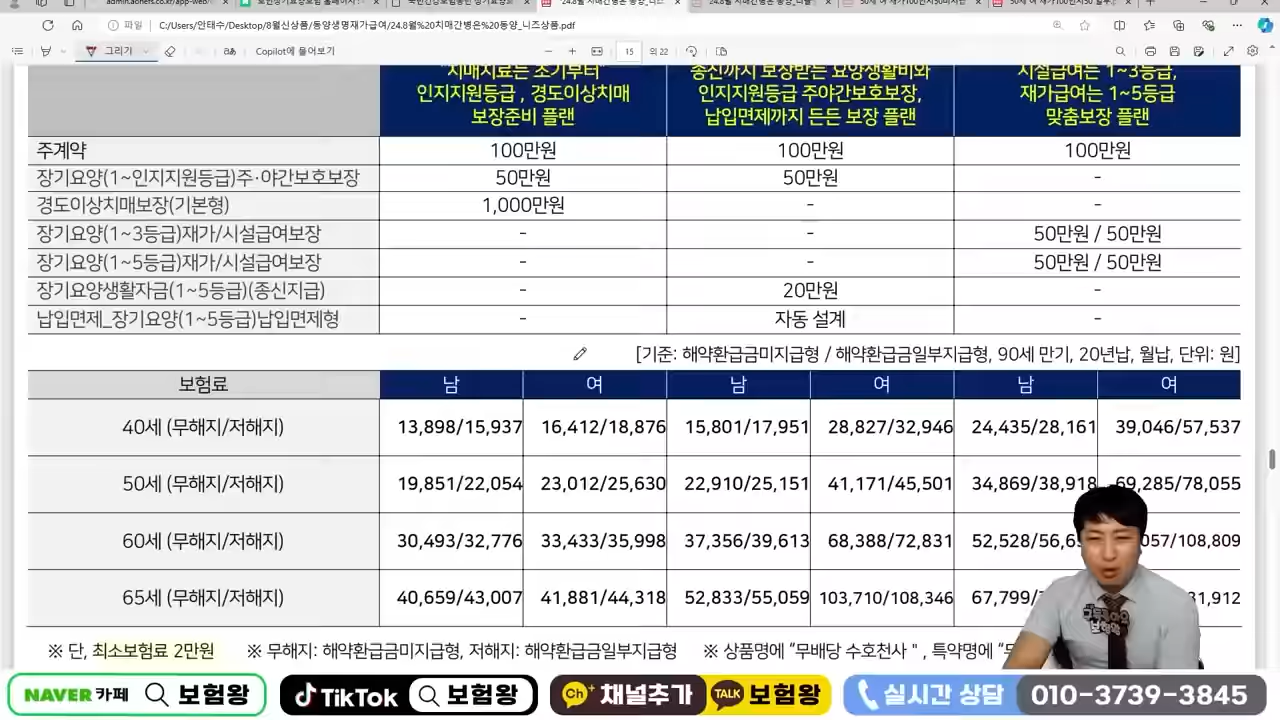 파일 C:/Users/안태수/Desktop/8월신상품/동양생명재가급여/24.8월%20치매간병은%20동양_니즈상품.pdf
그리기 Copilot에 물어보기 15 의 22
"치매치료는 초기부터" 종신까지 보장받는 요양생활비와 시설급여는 1~3등급,
인지지원등급 , 경도이상치매 인지지원등급 주야간보호보장, 재가급여는 1~5등급
보장준비 플랜 납입면제까지 든든 보장 플랜 맞춤보장 플랜
주계약 100만원 100만원 100만원
장기요양(1~인지지원등급)주·야간보호보장 50만원 50만원 -
경도이상치매보장(기본형) 1,000만원 - -
장기요양(1~3등급)재가/시설급여보장 - - 50만원 / 50만원
장기요양(1~5등급)재가/시설급여보장 - - 50만원 / 50만원
장기요양생활자금(1~5등급)(종신지급) - 20만원 -
납입면제_장기요양(1~5등급)납입면제형 - 자동 설계 -
[기준: 해약환급금미지급형 / 해약환급금일부지급형, 90세 만기, 20년납, 월납, 단위: 원]
보험료 남 여 남 여 남 여
40세 (무해지/저해지) 13,898/15,937 16,412/18,876 15,801/17,951 28,827/32,946 24,435/28,161 39,046/57,537
50세 (무해지/저해지) 19,851/22,054 23,012/25,630 22,910/25,151 41,171/45,501 34,869/38,918 69,285/78,055
60세 (무해지/저해지) 30,493/32,776 33,433/35,998 37,356/39,613 68,388/72,831 52,528/56,6 057/108,809
65세 (무해지/저해지) 40,659/43,007 41,881/44,318 52,833/55,059 103,710/108,346 67,799/ 31,912
※ 단, 최소보험료 2만원 ※ 무해지: 해약환급금미지급형, 저해지: 해약환급금일부지급형 ※ 상품명에 "무배당 수호천사 " , 특약명에
보험왕
NAVER 카페 보험왕 TikTok 보험왕 Ch+ 채널추가 TALK 보험왕 실시간 상담 010-3739-3845